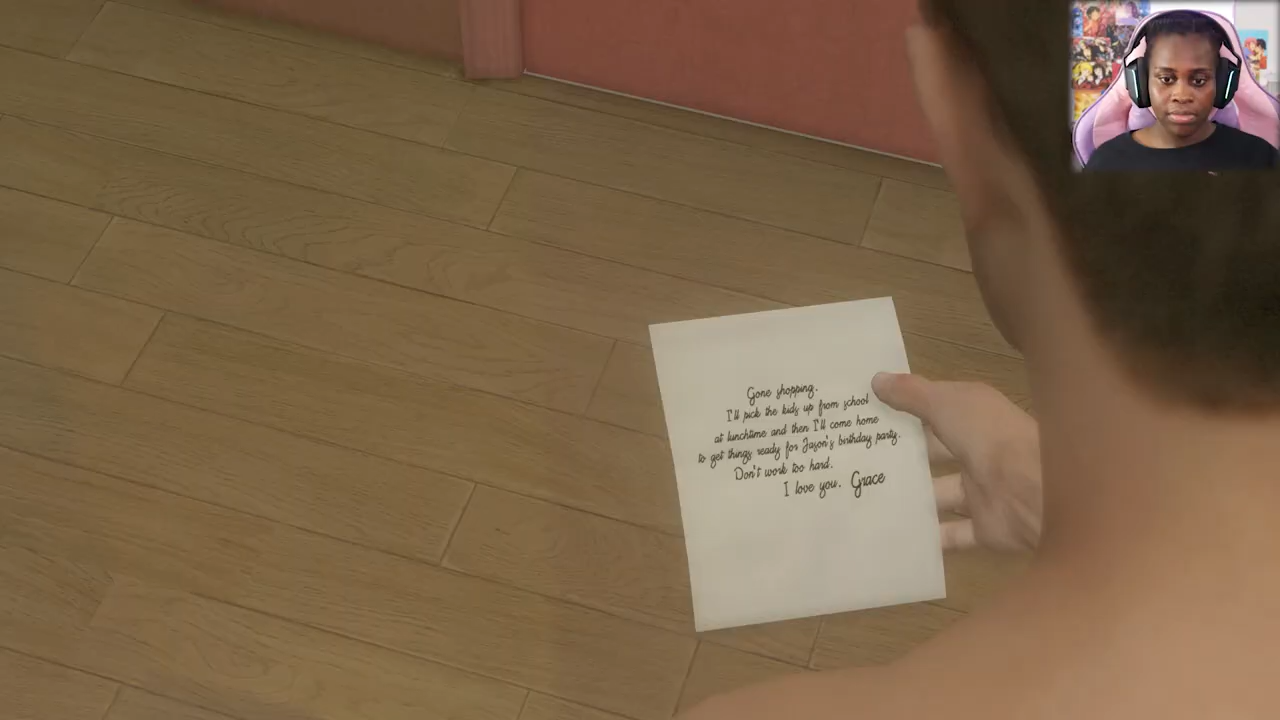 Gone shopping.
I'll pick the kids up from school
at lunchtime and then I'll come home
to get things ready for Jason's birthday party.
Don't work too hard.
I love you. Grace